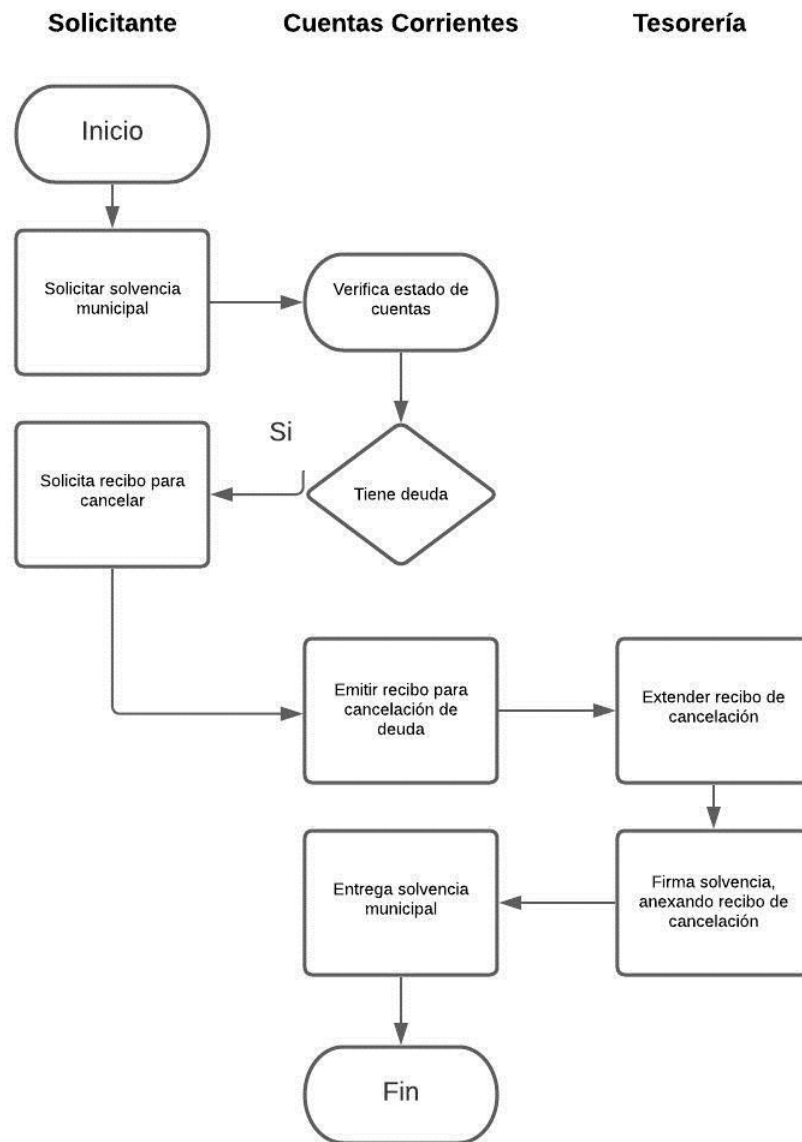 Solicitante
Cuentas Corrientes
Tesorería
Inicio
Solicitar solvencia
municipal
Verifica estado de
cuentas
Si
Solicita recibo para
cancelar
Tiene deuda
Emitir recibo para
cancelación de
deuda
Extender recibo de
cancelación
Entrega solvencia
municipal
Firma solvencia,
anexando recibo de
cancelación
Fin